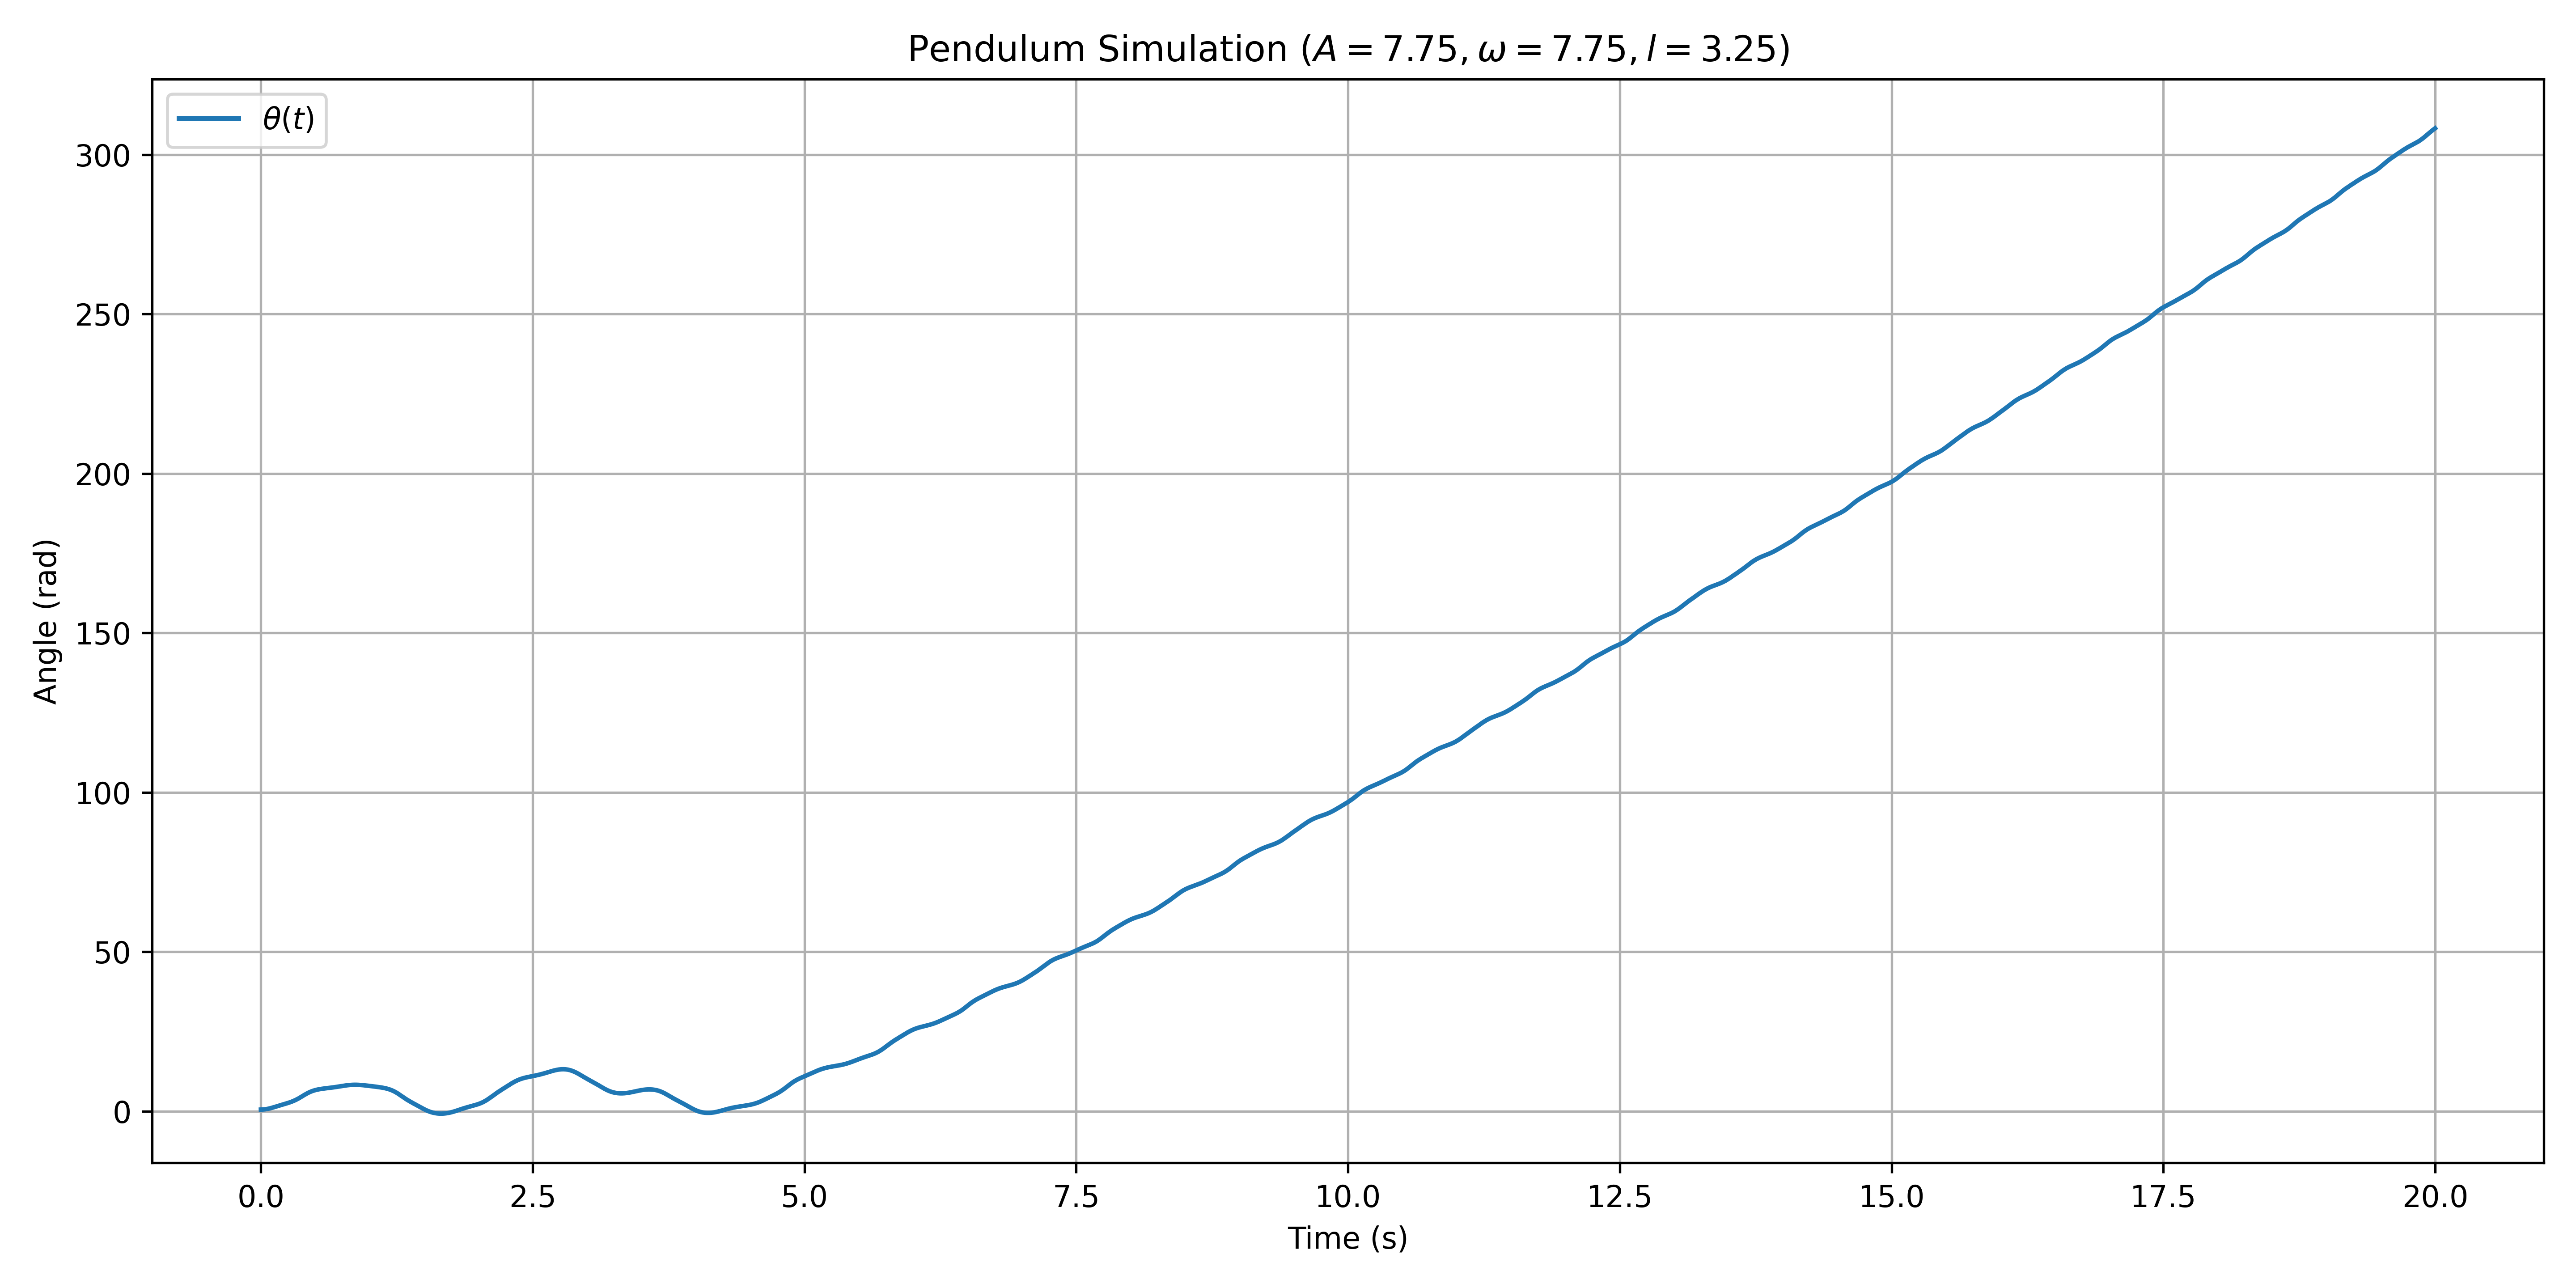 Pendulum Simulation (A = 7.75, ω = 7.75, l = 3.25)
θ(t)
300
250
200
150
100
50
0
Angle (rad)
0.0 2.5 5.0 7.5 10.0 12.5 15.0 17.5 20.0
Time (s)